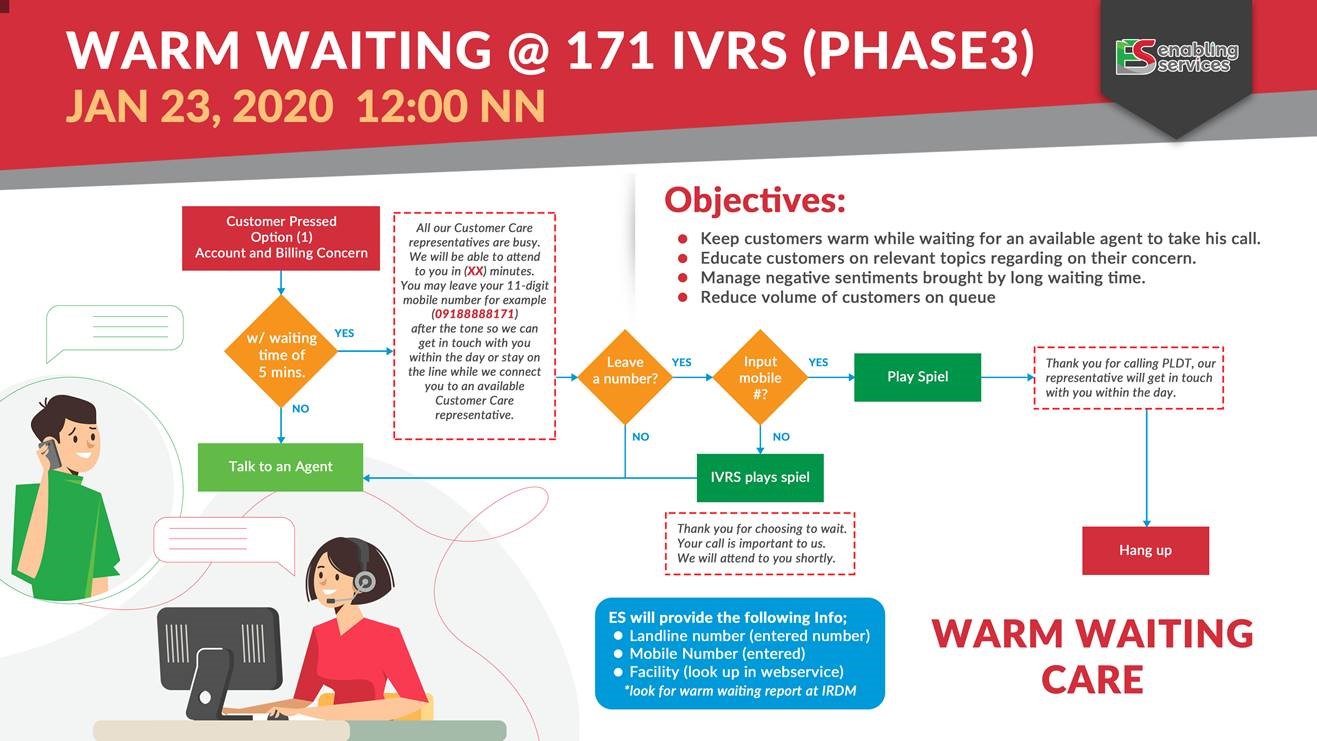 WARM WAITING @ 171 IVRS (PHASE3)
JAN 23, 2020  12:00 NN
ES enabling
services
Customer Pressed
Option (1)
Account and Billing Concern
w/ waiting
time of
5 mins.
YES
NO
Talk to an Agent
All our Customer Care
representatives are busy.
We will be able to attend
to you in (XX) minutes.
You may leave your 11-digit
mobile number for example
(09188888171)
after the tone so we can
get in touch with you
within the day or stay on
the line while we connect
you to an available
Customer Care
representative.
Objectives:
● Keep customers warm while waiting for an available agent to take his call.
● Educate customers on relevant topics regarding on their concern.
● Manage negative sentiments brought by long waiting time.
● Reduce volume of customers on queue
Leave
a number?
YES
NO
Input
mobile
#?
YES
NO
Play Spiel
Thank you for calling PLDT, our
representative will get in touch
with you within the day.
IVRS plays spiel
Thank you for choosing to wait.
Your call is important to us.
We will attend to you shortly.
Hang up
ES will provide the following Info;
● Landline number (entered number)
● Mobile Number (entered)
● Facility (look up in webservice)
*look for warm waiting report at IRDM
WARM WAITING
CARE